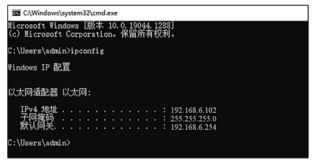 C:\Windows\system32\cmd.exe
Microsoft Windows [版本 10.0.19044.1288]
(c) Microsoft Corporation。保留所有权利。
C:\Users\admin>ipconfig
Windows IP 配置
以太网适配器 以太网:
IPv4 地址 . . . . . . . . . . . . : 192.168.6.102
子网掩码 . . . . . . . . . . . . : 255.255.255.0
默认网关. . . . . . . . . . . . . : 192.168.6.254
C:\Users\admin>